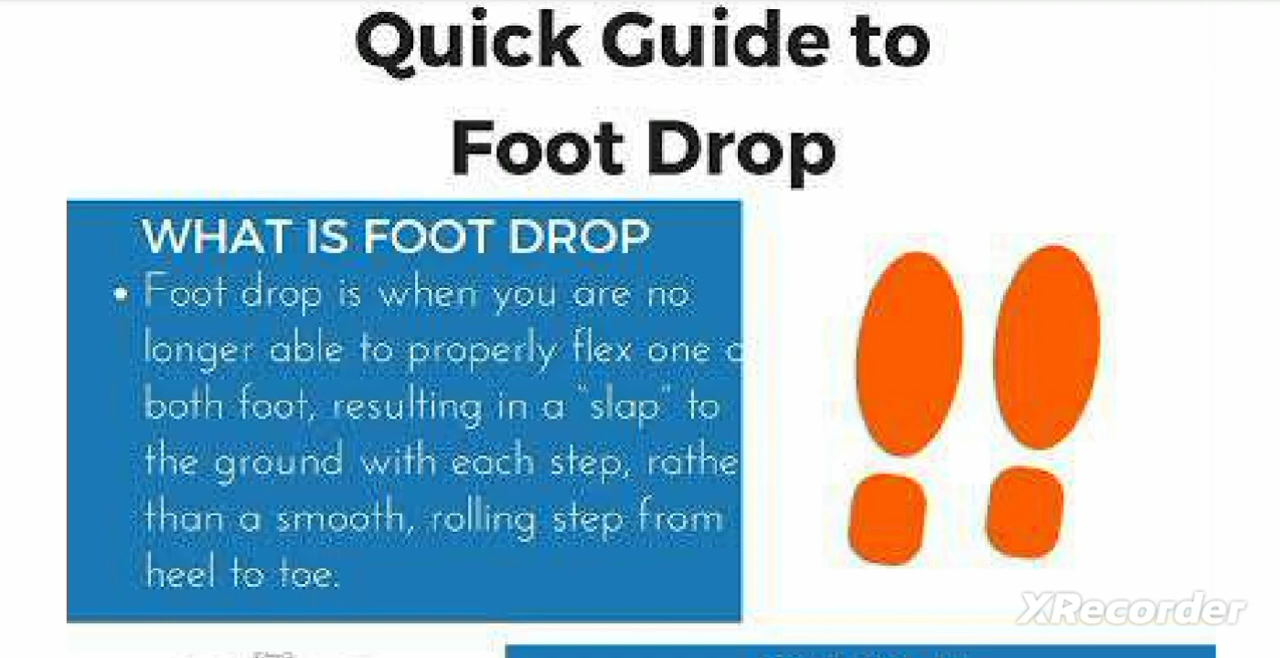 Quick Guide to
Foot Drop
WHAT IS FOOT DROP
• Foot drop is when you are no
longer able to properly flex one
both foot, resulting in a "slap" to
the ground with each step, rathe
than a smooth, rolling step from
heel to toe.
XRecorder